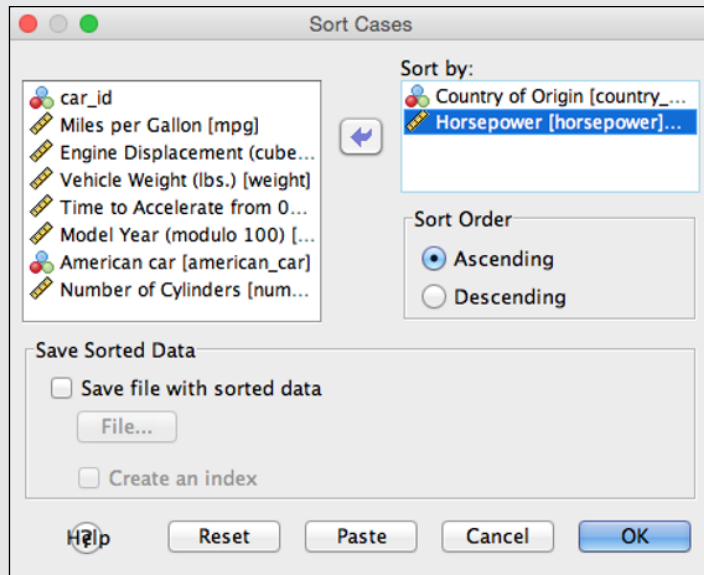 Sort Cases
car_id
Miles per Gallon [mpg]
Engine Displacement (cube...
Vehicle Weight (lbs.) [weight]
Time to Accelerate from 0...
Model Year (modulo 100) [...
American car [american_car]
Number of Cylinders [num...
Sort by:
Country of Origin [country_...
Horsepower [horsepower]...
Sort Order
Ascending
Descending
Save Sorted Data
Save file with sorted data
File...
Create an index
Help ? Reset Paste Cancel OK